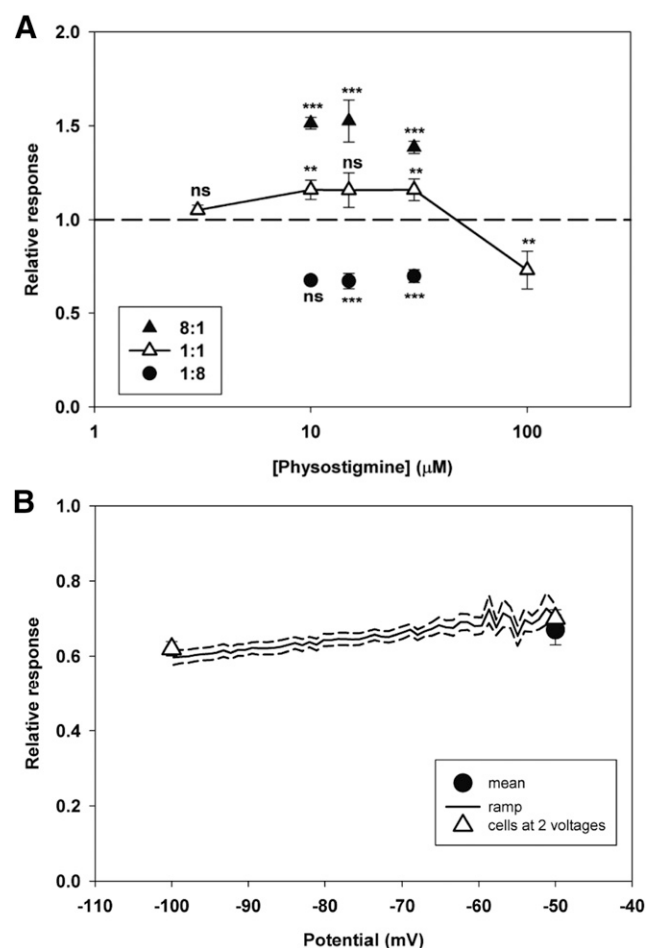 A
2.0
1.5
1.0
0.5
0.0
Relative response
ns
***
**
***
ns
***
**
**
ns
***
***
8:1
1:1
1:8
1
10
100
[Physostigmine] (μM)
B
1.0
0.8
0.6
0.4
0.2
0.0
Relative response
mean
ramp
cells at 2 voltages
-110
-100
-90
-80
-70
-60
-50
-40
Potential (mV)